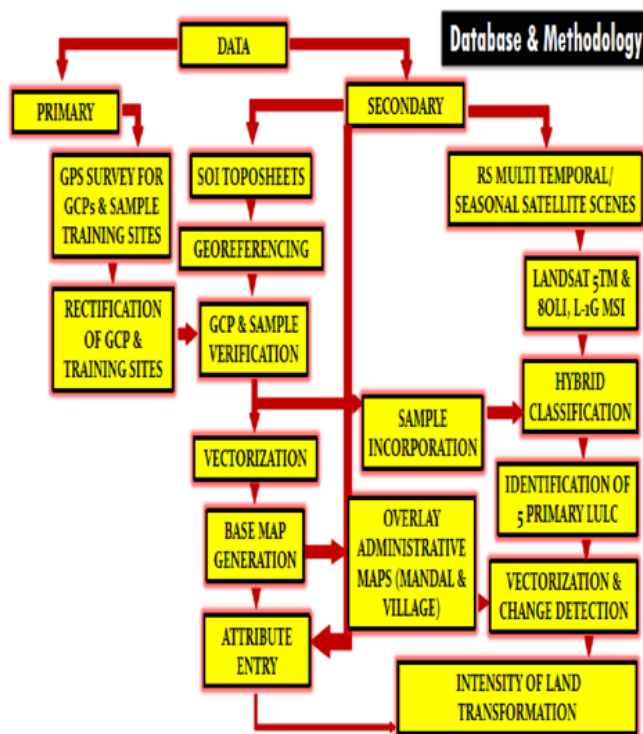 Database & Methodology
DATA
PRIMARY
SECONDARY
GPS SURVEY FOR
GCPs & SAMPLE
TRAINING SITES
SOI TOPOSHEETS
RS MULTI TEMPORAL/
SEASONAL SATELLITE SCENES
GEOREFERENCING
LANDSAT 5TM &
8OLI, L-1G MSI
RECTIFICATION
OF GCP &
TRAINING SITES
GCP & SAMPLE
VERIFICATION
HYBRID
CLASSIFICATION
SAMPLE
INCORPORATION
VECTORIZATION
IDENTIFICATION OF
5 PRIMARY LULC
BASE MAP
GENERATION
OVERLAY
ADMINISTRATIVE
MAPS (MANDAL &
VILLAGE)
VECTORIZATION &
CHANGE DETECTION
ATTRIBUTE
ENTRY
INTENSITY OF LAND
TRANSFORMATION